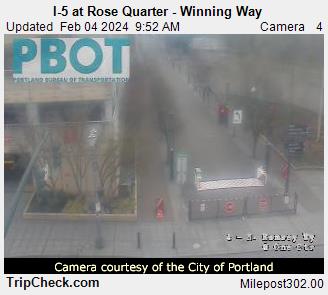 I-5 at Rose Quarter - Winning Way
Updated Feb 04 2024 9:52 AM Camera 4
PBOT
PORTLAND BUREAU OF TRANSPORTATION
Camera courtesy of the City of Portland
TripCheck.com Milepost302.00